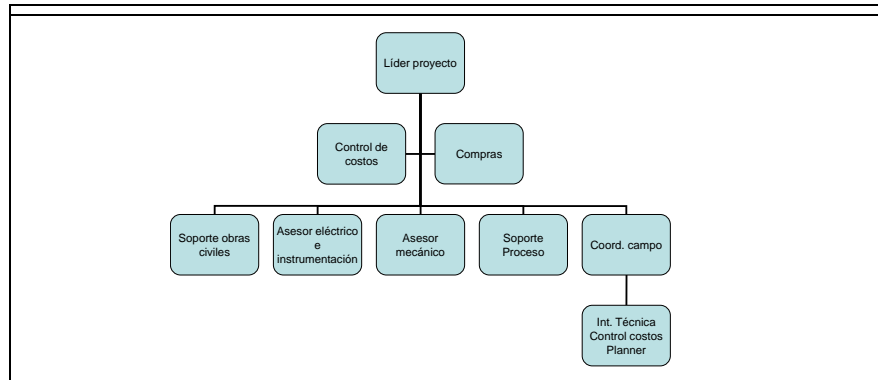 Líder proyecto
Control de
costos
Compras
Soporte obras
civiles
Asesor eléctrico
e
instrumentación
Asesor
mecánico
Soporte
Proceso
Coord. campo
Int. Técnica
Control costos
Planner